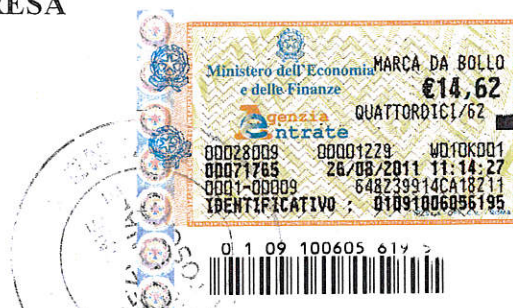 RESA
Ministero dell'Economia
e delle Finanze
MARCA DA BOLLO
€14,62
QUATTORDICI/62
Agenzia
Entrate
00028009 00001229 W010K001
00071765 26/08/2011 11:14:27
0001-00009 648239914CA18211
IDENTIFICATIVO : 01091006056195
0 1 09 100605 619